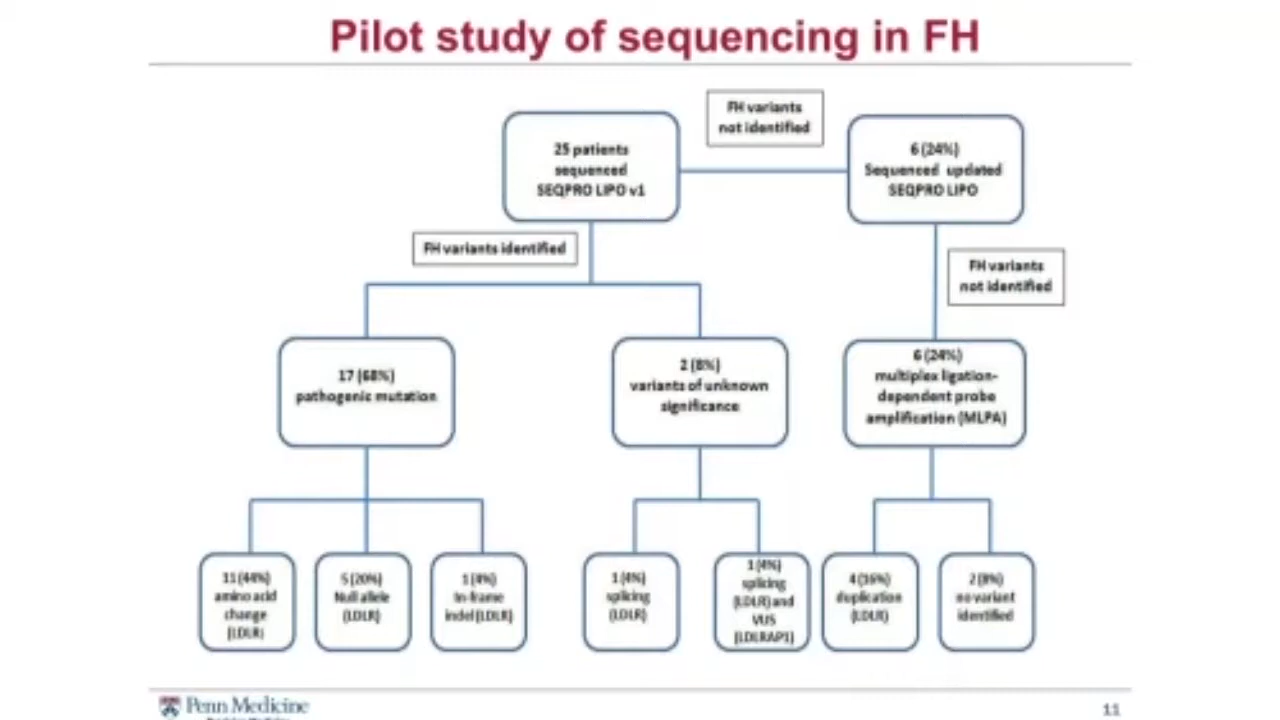 Pilot study of sequencing in FH
FH variants
not identified
25 patients
sequenced
SEQPRO LIPO v1
6 (24%)
Sequenced updated
SEQPRO LIPO
FH variants identified
FH variants
not identified
17 (68%)
pathogenic mutation
2 (8%)
variants of unknown
significance
6 (24%)
multiplex ligation-
dependent probe
amplification (MLPA)
11 (44%)
amino acid
change
(LDLR)
5 (20%)
Null allele
(LDLR)
1 (4%)
In-frame
indel (LDLR)
1 (4%)
splicing
(LDLR)
1 (4%)
splicing
(LDLR) and
VUS
(LDLRAP1)
4 (16%)
duplication
(LDLR)
2 (8%)
no variant
identified
Penn Medicine
11